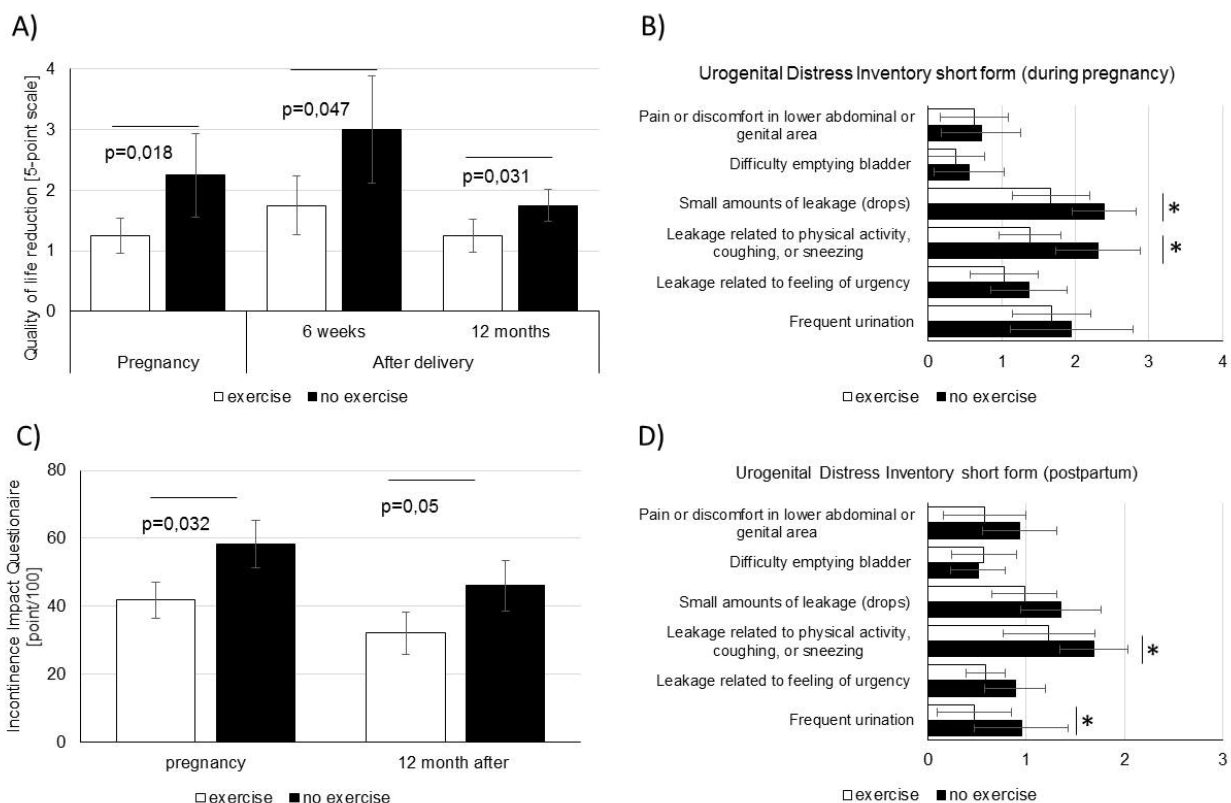 A)
Quality of life reduction [5-point scale]
4
3
2
1
0
p=0,018
p=0,047
p=0,031
6 weeks
12 months
Pregnancy
After delivery
exercise
no exercise
B)
Urogenital Distress Inventory short form (during pregnancy)
Pain or discomfort in lower abdominal or
genital area
Difficulty emptying bladder
Small amounts of leakage (drops)
*
Leakage related to physical activity,
coughing, or sneezing
*
Leakage related to feeling of urgency
Frequent urination
0 1 2 3 4
exercise
no exercise
C)
Incontinence Impact Questionaire
[point/100]
80
60
40
20
0
p=0,032
p=0,05
pregnancy
12 month after
exercise
no exercise
D)
Urogenital Distress Inventory short form (postpartum)
Pain or discomfort in lower abdominal or
genital area
Difficulty emptying bladder
Small amounts of leakage (drops)
Leakage related to physical activity,
coughing, or sneezing
*
Leakage related to feeling of urgency
Frequent urination
*
0 1 2 3
exercise
no exercise